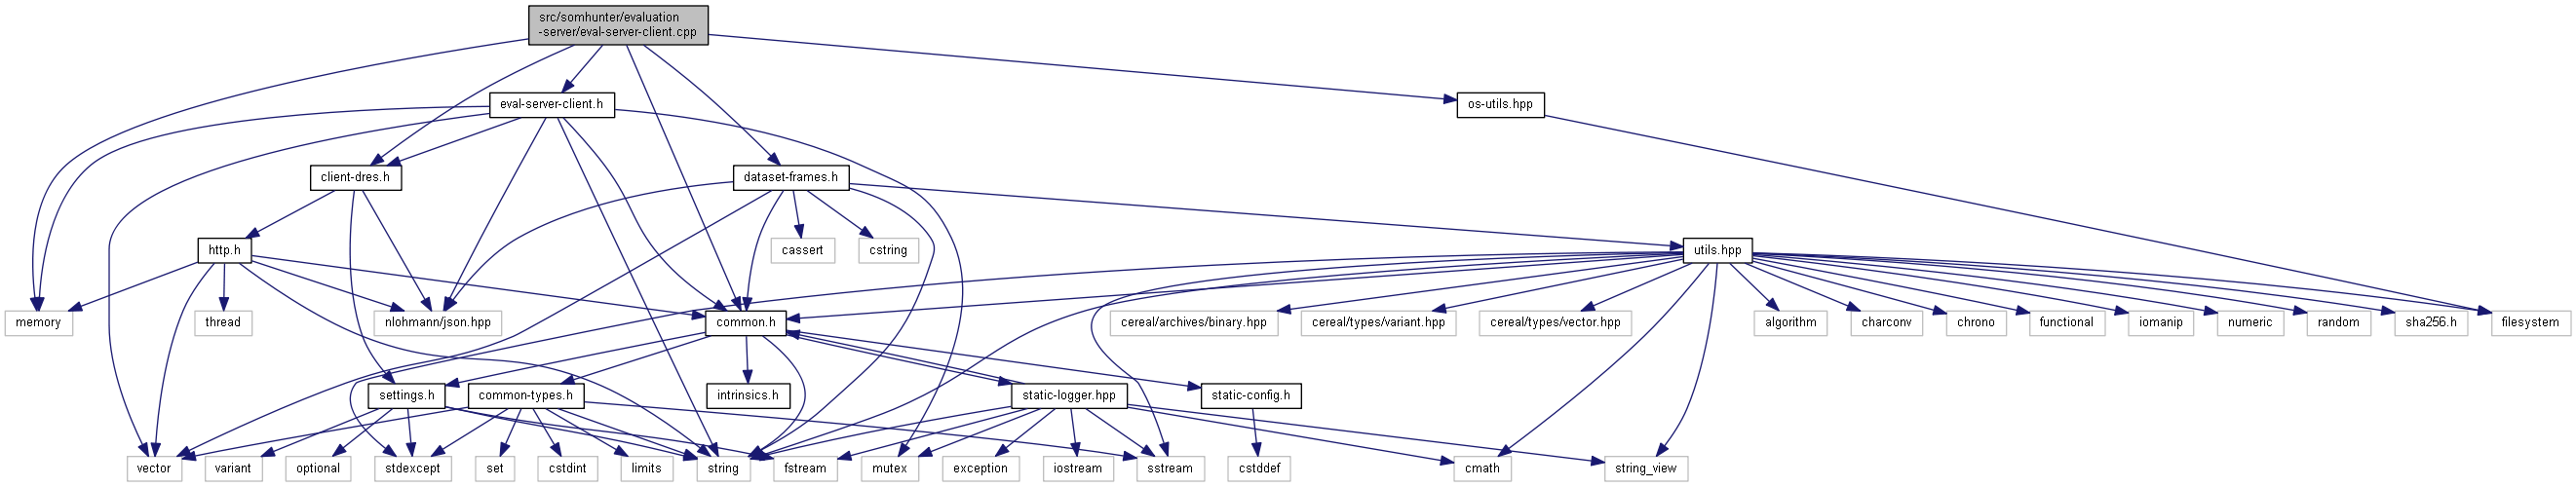 src/somhunter/evaluation
-server/eval-server-client.cpp
eval-server-client.h
os-utils.hpp
client-dres.h
dataset-frames.h
http.h
cassert
cstring
utils.hpp
memory
thread
nlohmann/json.hpp
common.h
cereal/archives/binary.hpp
cereal/types/variant.hpp
cereal/types/vector.hpp
algorithm
charconv
chrono
functional
iomanip
numeric
random
sha256.h
filesystem
settings.h
common-types.h
intrinsics.h
static-logger.hpp
static-config.h
vector
variant
optional
stdexcept
set
cstdint
limits
string
fstream
mutex
exception
iostream
sstream
cstddef
cmath
string_view